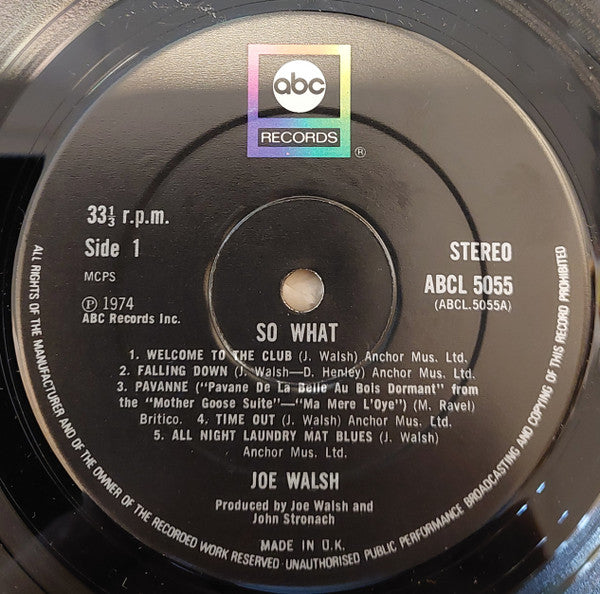 abc
RECORDS
®
33⅓ r.p.m.
Side 1
MCPS
Ⓟ 1974
ABC Records Inc.
STEREO
ABCL 5055
(ABCL.5055A)
SO WHAT
1. WELCOME TO THE CLUB (J. Walsh) Anchor Mus. Ltd.
2. FALLING DOWN (J. Walsh—D. Henley) Anchor Mus. Ltd.
3. PAVANNE ("Pavane De La Belle Au Bois Dormant" from
the "Mother Goose Suite"—"Ma Mere L'Oye") (M. Ravel)
Britico. 4. TIME OUT (J. Walsh) Anchor Mus. Ltd.
5. ALL NIGHT LAUNDRY MAT BLUES (J. Walsh)
Anchor Mus. Ltd.
JOE WALSH
Produced by Joe Walsh and
John Stronach
MADE IN U.K.
ALL RIGHTS OF THE MANUFACTURER AND OF THE OWNER OF THE RECORDED WORK RESERVED · UNAUTHORISED PUBLIC PERFORMANCE BROADCASTING AND COPYING OF THIS RECORD PROHIBITED